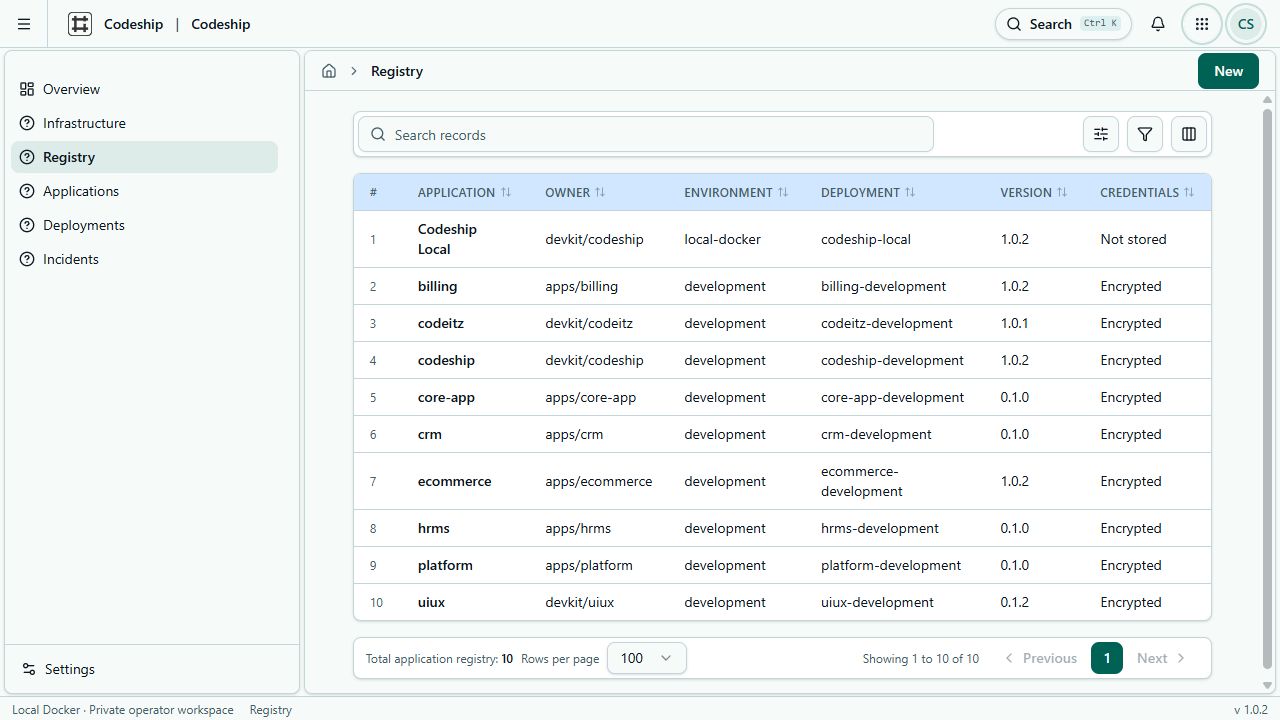 Codeship | Codeship Search Ctrl K CS
Overview
Infrastructure
Registry
Applications
Deployments
Incidents
Settings
Registry New
Search records
# APPLICATION OWNER ENVIRONMENT DEPLOYMENT VERSION CREDENTIALS
1 Codeship Local devkit/codeship local-docker codeship-local 1.0.2 Not stored
2 billing apps/billing development billing-development 1.0.2 Encrypted
3 codeitz devkit/codeitz development codeitz-development 1.0.1 Encrypted
4 codeship devkit/codeship development codeship-development 1.0.2 Encrypted
5 core-app apps/core-app development core-app-development 0.1.0 Encrypted
6 crm apps/crm development crm-development 0.1.0 Encrypted
7 ecommerce apps/ecommerce development ecommerce-development 1.0.2 Encrypted
8 hrms apps/hrms development hrms-development 0.1.0 Encrypted
9 platform apps/platform development platform-development 0.1.0 Encrypted
10 uiux devkit/uiux development uiux-development 0.1.2 Encrypted
Total application registry: 10 Rows per page 100 Showing 1 to 10 of 10 Previous 1 Next
Local Docker · Private operator workspace Registry v 1.0.2